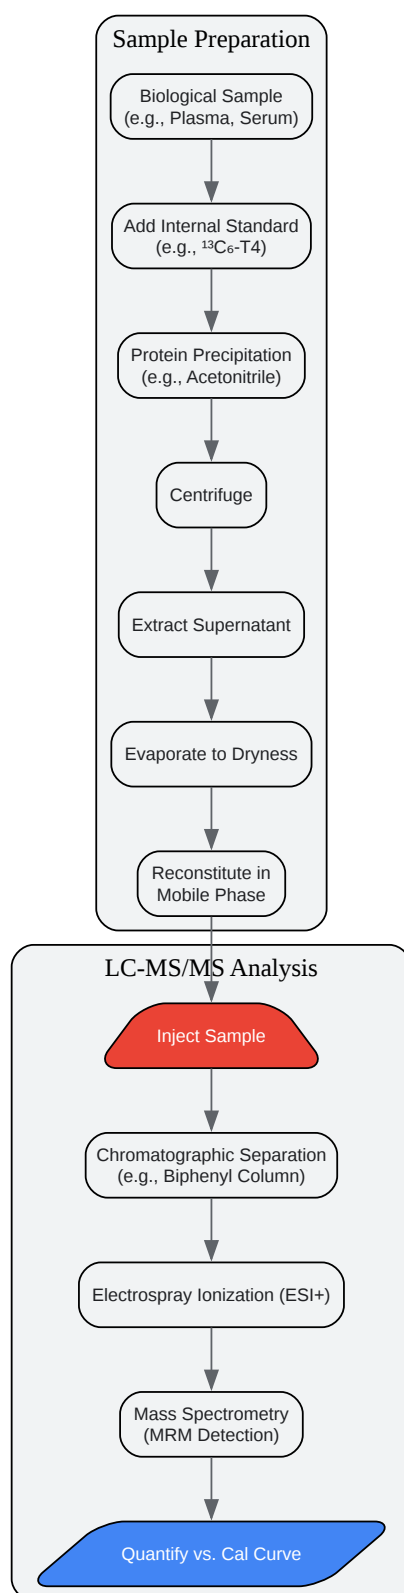 Sample Preparation
Biological Sample
(e.g., Plasma, Serum)
Add Internal Standard
(e.g., ¹³C₆-T4)
Protein Precipitation
(e.g., Acetonitrile)
Centrifuge
Extract Supernatant
Evaporate to Dryness
Reconstitute in
Mobile Phase
LC-MS/MS Analysis
Inject Sample
Chromatographic Separation
(e.g., Biphenyl Column)
Electrospray Ionization (ESI+)
Mass Spectrometry
(MRM Detection)
Quantify vs. Cal Curve